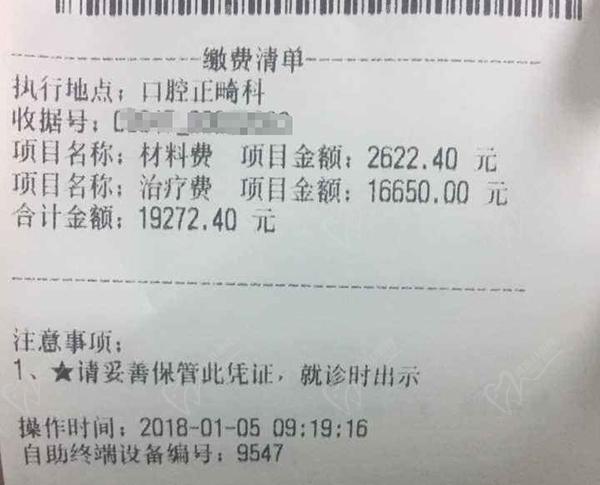 缴费清单
执行地点：口腔正畸科
收据号：
项目名称：材料费 项目金额：2622.40 元
项目名称：治疗费 项目金额：16650.00 元
合计金额：19272.40 元
注意事项：
1、★请妥善保管此凭证，就诊时出示
操作时间：2018-01-05 09:19:16
自助终端设备编号：9547